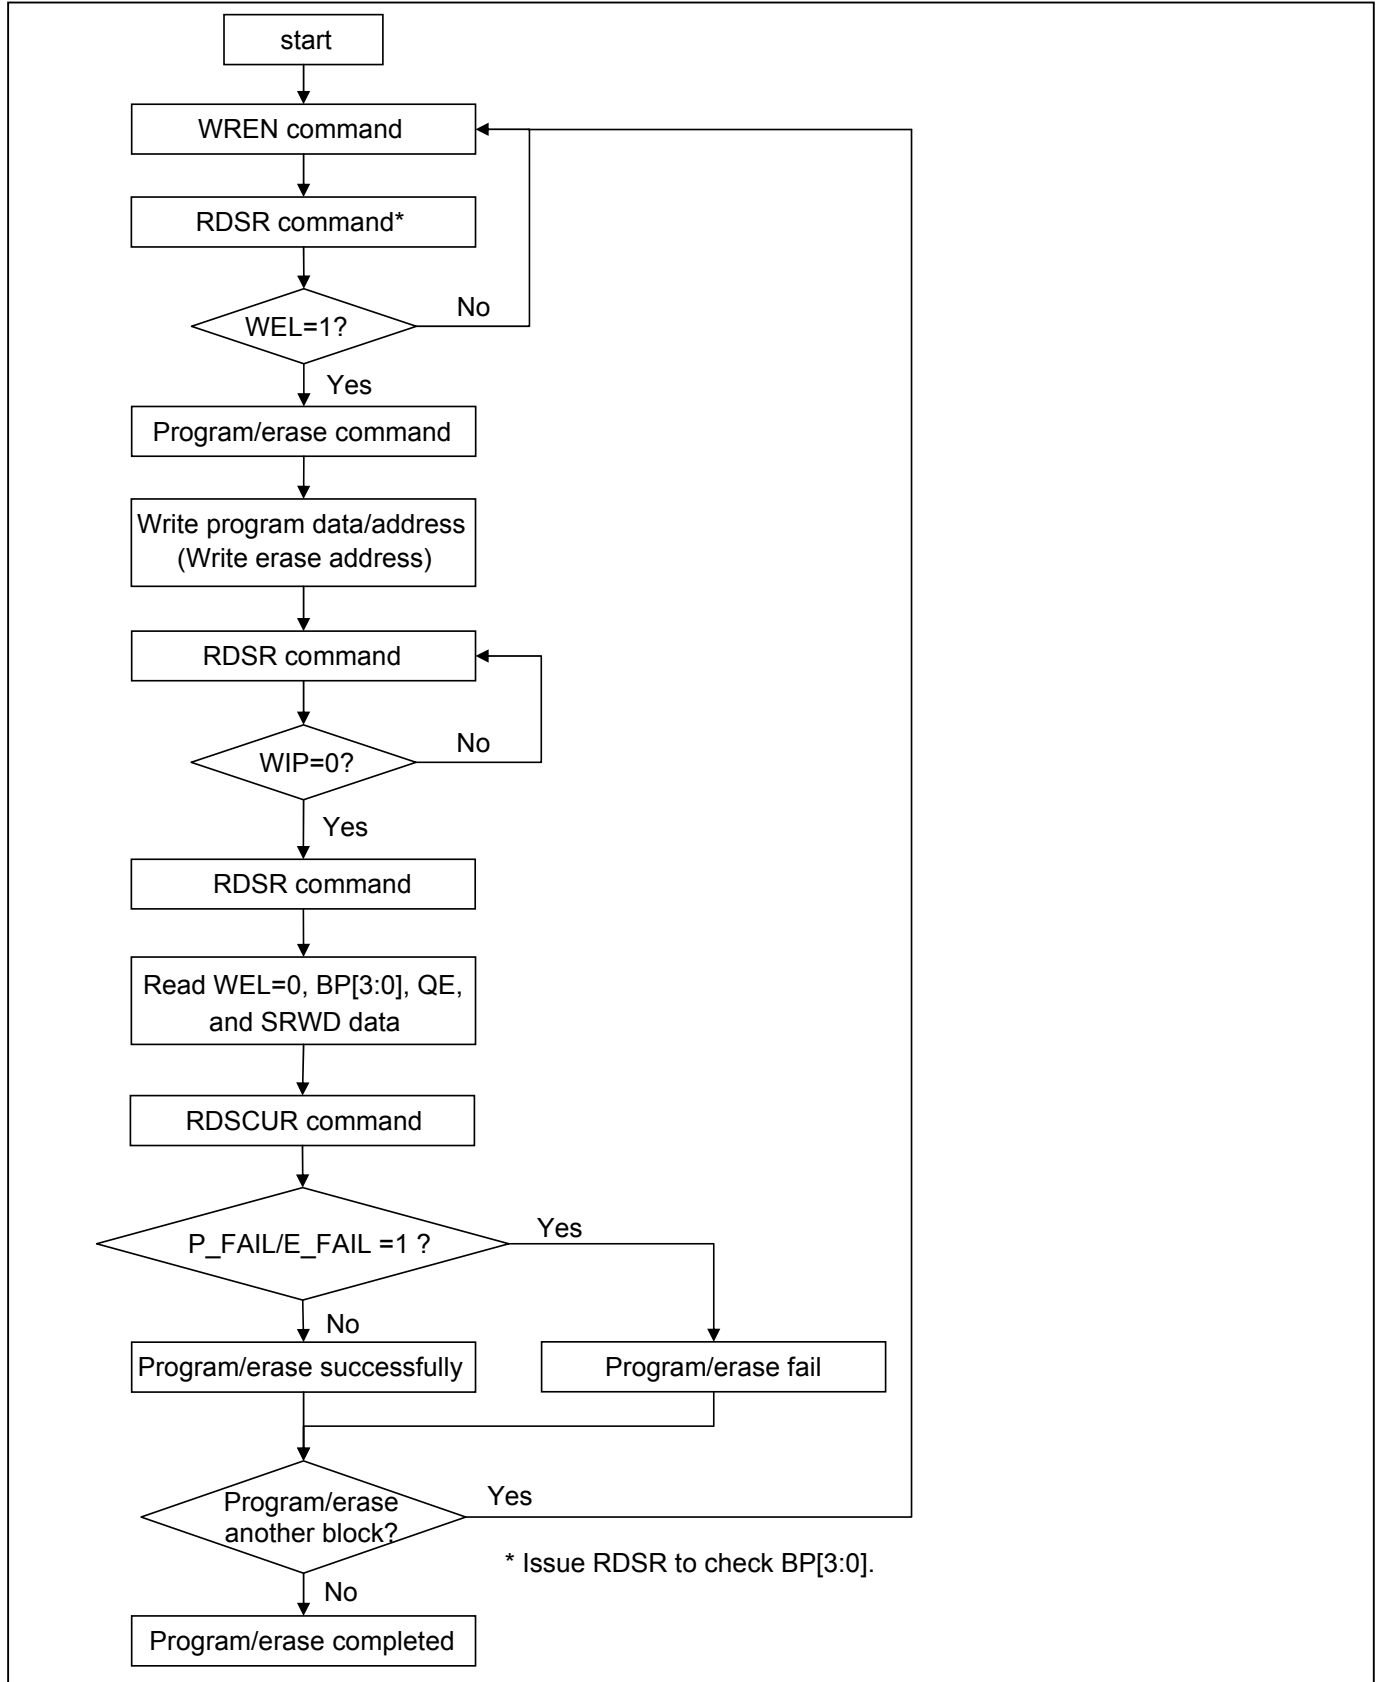 start
WREN command
RDSR command*
WEL=1?
No
Yes
Program/erase command
Write program data/address
(Write erase address)
RDSR command
WIP=0?
No
Yes
RDSR command
Read WEL=0, BP[3:0], QE,
and SRWD data
RDSCUR command
P_FAIL/E_FAIL =1 ?
Yes
No
Program/erase successfully
Program/erase fail
Program/erase
another block?
Yes
* Issue RDSR to check BP[3:0].
No
Program/erase completed